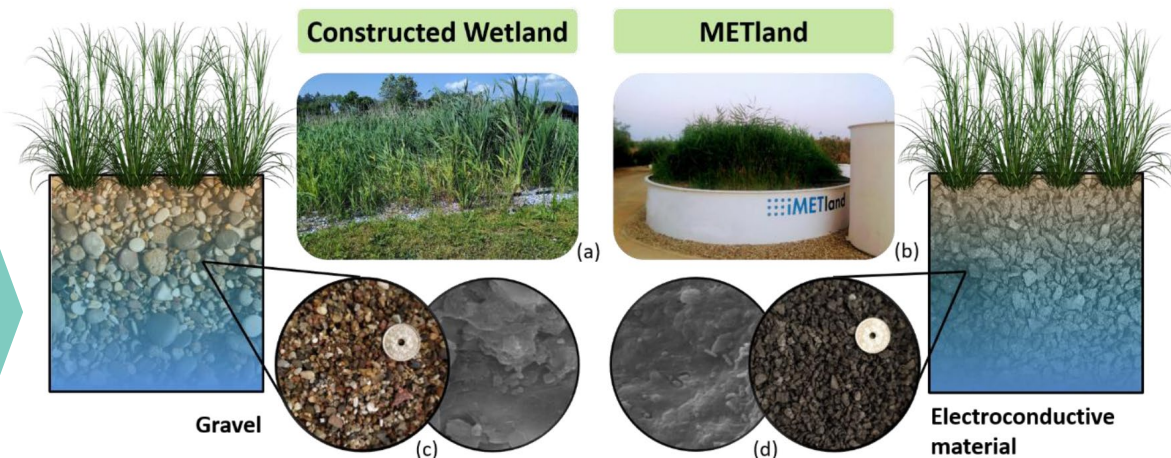 Constructed Wetland
METland
iMETland
(a)
(b)
Gravel
(c)
(d)
Electroconductive
material